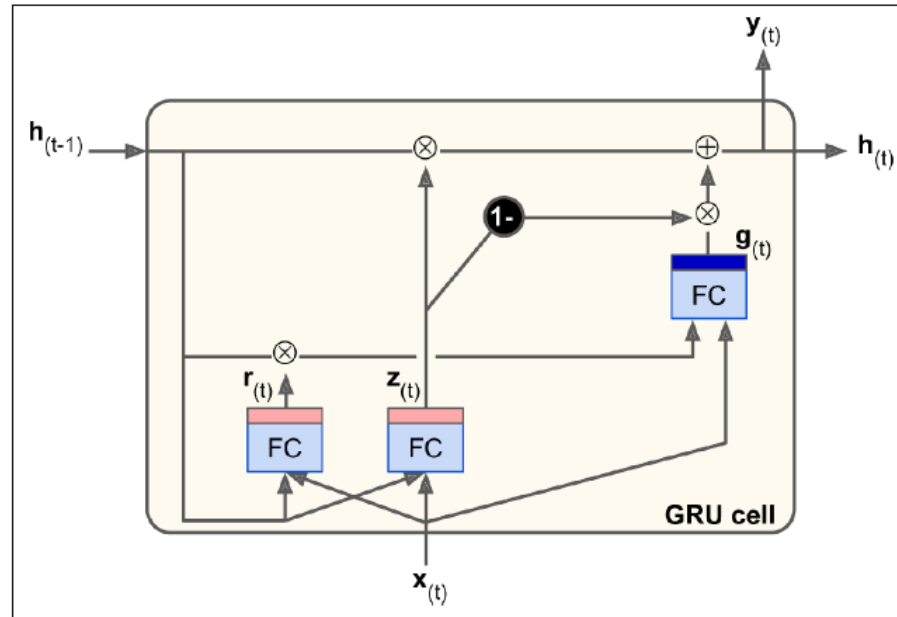 y(t)
h(t-1)
h(t)
1-
g(t)
FC
r(t)
z(t)
FC
FC
GRU cell
x(t)